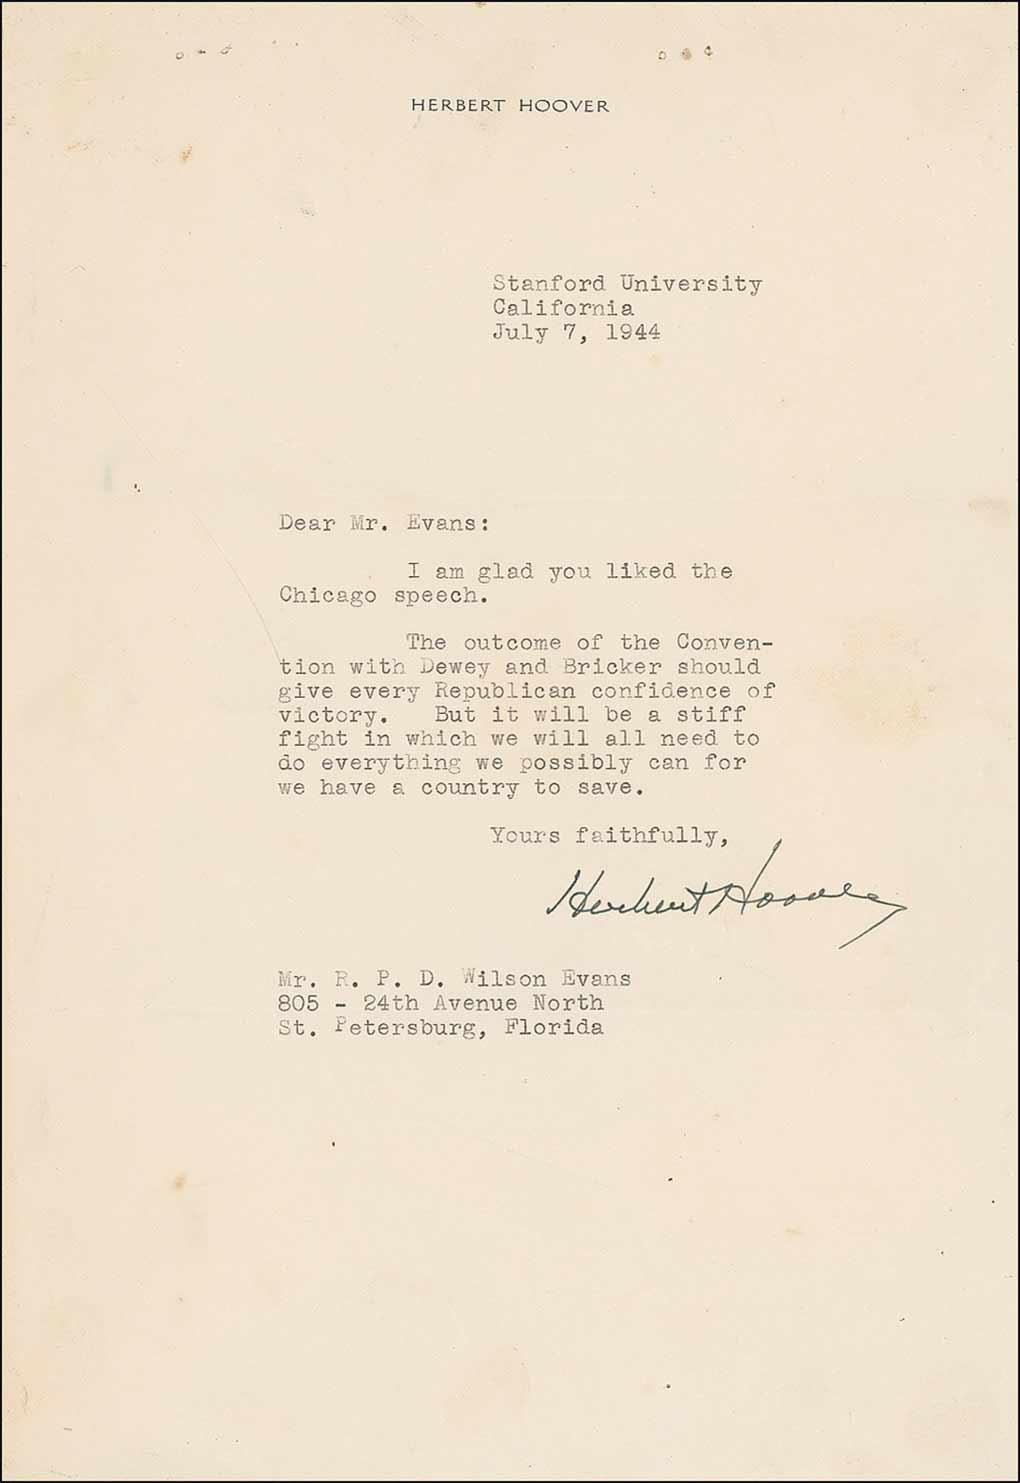 HERBERT HOOVER
Stanford University
California
July 7, 1944
Dear Mr. Evans:
I am glad you liked the
Chicago speech.
The outcome of the Conven-
tion with Dewey and Bricker should
give every Republican confidence of
victory. But it will be a stiff
fight in which we will all need to
do everything we possibly can for
we have a country to save.
Yours faithfully,
Herbert Hoover
Mr. R. P. D. Wilson Evans
805 - 24th Avenue North
St. Petersburg, Florida